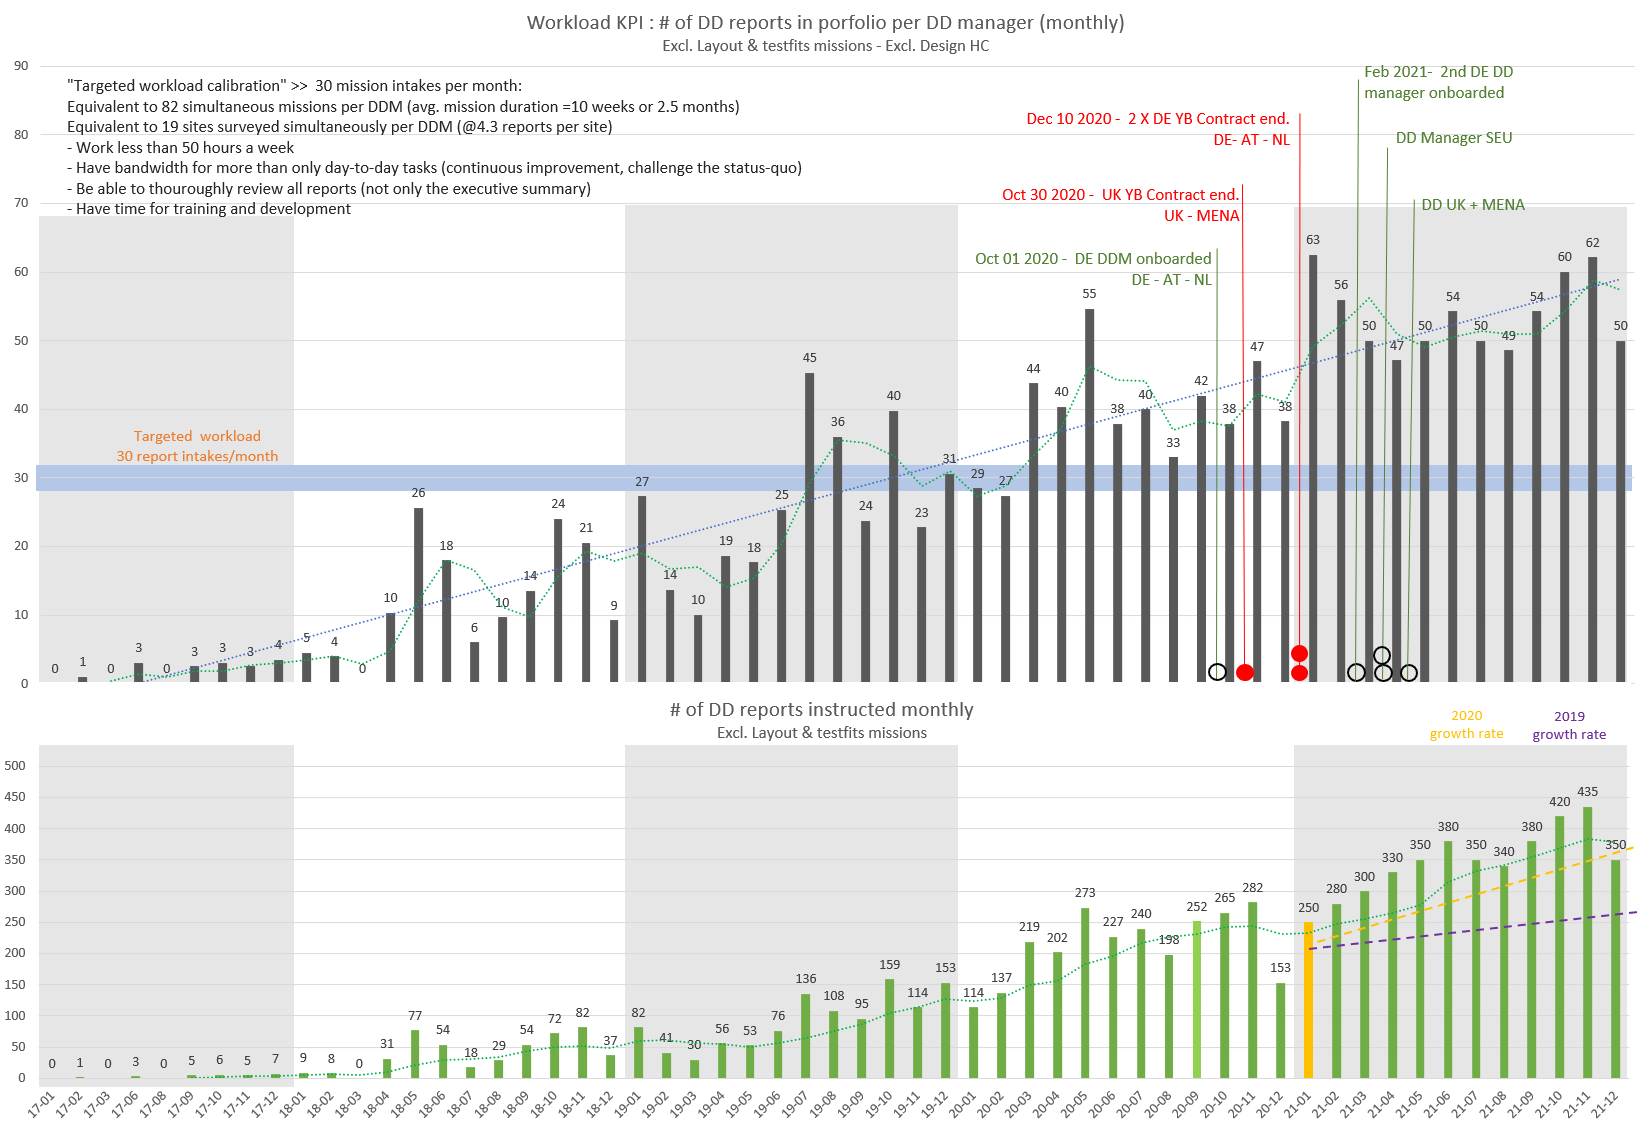 Workload KPI : # of DD reports in porfolio per DD manager (monthly)
Excl. Layout & testfits missions - Excl. Design HC
"Targeted workload calibration" >>  30 mission intakes per month:
Equivalent to 82 simultaneous missions per DDM (avg. mission duration =10 weeks or 2.5 months)
Equivalent to 19 sites surveyed simultaneously per DDM (@4.3 reports per site)
- Work less than 50 hours a week
- Have bandwidth for more than only day-to-day tasks (continuous improvement, challenge the status-quo)
- Be able to thouroughly review all reports (not only the executive summary)
- Have time for training and development
Feb 2021-  2nd DE DD
manager onboarded
Dec 10 2020 -  2 X DE YB Contract end.
DE- AT - NL
DD Manager SEU
Oct 30 2020 -  UK YB Contract end.
UK - MENA
DD UK + MENA
Oct 01 2020 -  DE DDM onboarded
DE - AT - NL
Targeted  workload
30 report intakes/month
90
80
70
60
50
40
30
20
10
0
0 1 0 3 0 3 3 3 4 5 4 0 10 26 18 6 10 14 24 21 9 27 14 10 19 18 25 45 36 24 40 23 31 29 27 44 40 55 38 40 33 42 38 47 38 63 56 50 47 50 54 50 49 54 60 62 50
# of DD reports instructed monthly
Excl. Layout & testfits missions
2020
growth rate
2019
growth rate
500
450
400
350
300
250
200
150
100
50
0
0 1 0 3 0 5 6 5 7 9 8 0 31 77 54 18 29 54 72 82 37 82 41 30 56 53 76 136 108 95 159 114 153 114 137 219 202 273 227 240 198 252 265 282 153 250 280 300 330 350 380 350 340 380 420 435 350
17-01 17-02 17-03 17-06 17-08 17-09 17-10 17-11 17-12 18-01 18-02 18-03 18-04 18-05 18-06 18-07 18-08 18-09 18-10 18-11 18-12 19-01 19-02 19-03 19-04 19-05 19-06 19-07 19-08 19-09 19-10 19-11 19-12 20-01 20-02 20-03 20-04 20-05 20-06 20-07 20-08 20-09 20-10 20-11 20-12 21-01 21-02 21-03 21-04 21-05 21-06 21-07 21-08 21-09 21-10 21-11 21-12